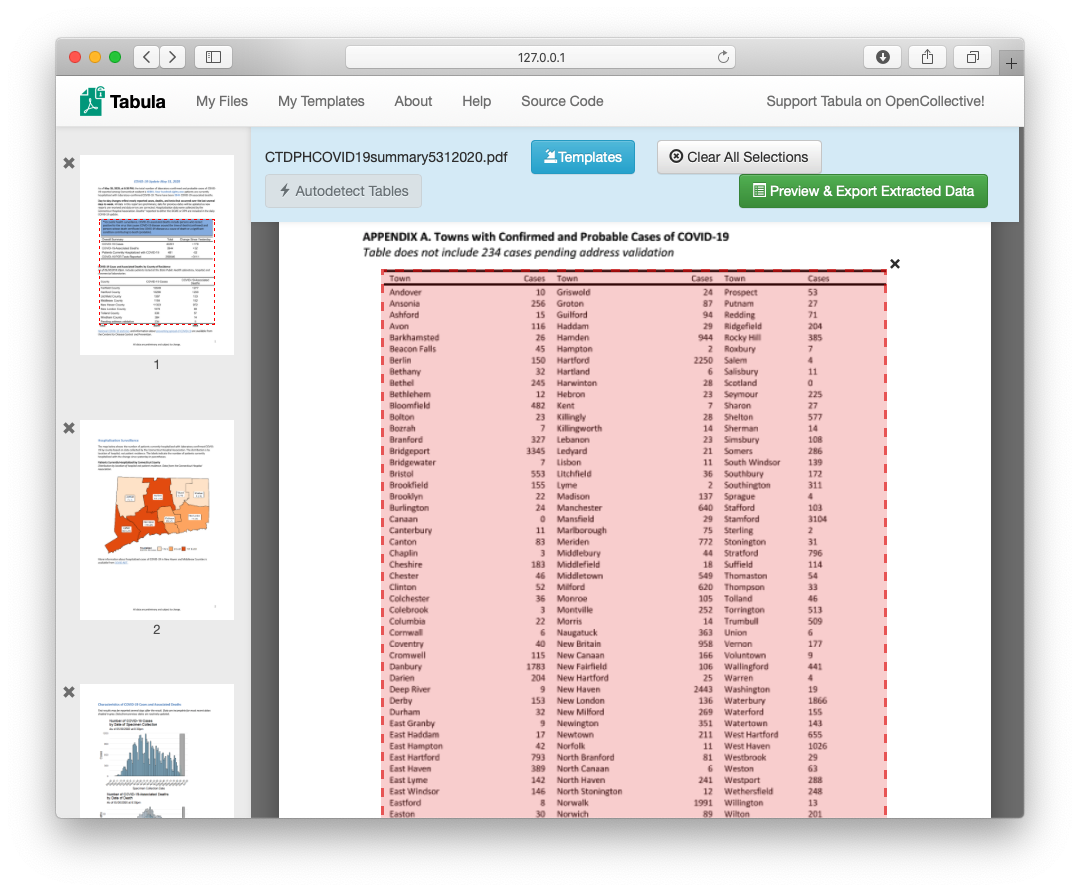 127.0.0.1
Tabula My Files My Templates About Help Source Code Support Tabula on OpenCollective!
CTDPHCOVID19summary5312020.pdf Templates Clear All Selections
Autodetect Tables Preview & Export Extracted Data
1
2
APPENDIX A. Towns with Confirmed and Probable Cases of COVID-19
Table does not include 234 cases pending address validation
Town Cases Town Cases Town Cases
Andover 10 Griswold 24 Prospect 53
Ansonia 256 Groton 87 Putnam 27
Ashford 15 Guilford 94 Redding 71
Avon 116 Haddam 29 Ridgefield 204
Barkhamsted 26 Hamden 944 Rocky Hill 385
Beacon Falls 45 Hampton 2 Roxbury 7
Berlin 150 Hartford 2250 Salem 4
Bethany 32 Hartland 6 Salisbury 11
Bethel 245 Harwinton 28 Scotland 0
Bethlehem 12 Hebron 23 Seymour 225
Bloomfield 482 Kent 7 Sharon 27
Bolton 23 Killingly 28 Shelton 577
Bozrah 7 Killingworth 14 Sherman 14
Branford 327 Lebanon 23 Simsbury 108
Bridgeport 3345 Ledyard 21 Somers 286
Bridgewater 7 Lisbon 11 South Windsor 139
Bristol 553 Litchfield 36 Southbury 172
Brookfield 155 Lyme 2 Southington 311
Brooklyn 22 Madison 137 Sprague 4
Burlington 24 Manchester 640 Stafford 103
Canaan 0 Mansfield 29 Stamford 3104
Canterbury 11 Marlborough 75 Sterling 2
Canton 83 Meriden 772 Stonington 31
Chaplin 3 Middlebury 44 Stratford 796
Cheshire 183 Middlefield 18 Suffield 114
Chester 46 Middletown 549 Thomaston 54
Clinton 52 Milford 620 Thompson 33
Colchester 36 Monroe 105 Tolland 46
Colebrook 3 Montville 252 Torrington 513
Columbia 22 Morris 14 Trumbull 509
Cornwall 6 Naugatuck 363 Union 6
Coventry 40 New Britain 958 Vernon 177
Cromwell 115 New Canaan 166 Voluntown 9
Danbury 1783 New Fairfield 106 Wallingford 441
Darien 204 New Hartford 25 Warren 4
Deep River 9 New Haven 2443 Washington 19
Derby 153 New London 136 Waterbury 1866
Durham 32 New Milford 269 Waterford 155
East Granby 9 Newington 351 Watertown 143
East Haddam 17 Newtown 211 West Hartford 655
East Hampton 42 Norfolk 11 West Haven 1026
East Hartford 793 North Branford 81 Westbrook 29
East Haven 389 North Canaan 6 Weston 63
East Lyme 142 North Haven 241 Westport 288
East Windsor 146 North Stonington 12 Wethersfield 248
Eastford 8 Norwalk 1991 Willington 13
Easton 30 Norwich 89 Wilton 201